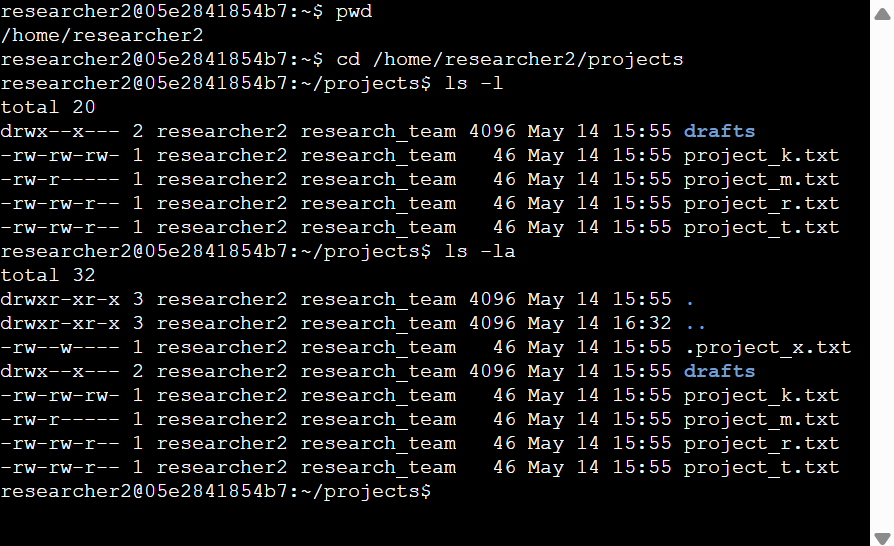 researcher2@05e2841854b7:~$ pwd
/home/researcher2
researcher2@05e2841854b7:~$ cd /home/researcher2/projects
researcher2@05e2841854b7:~/projects$ ls -l
total 20
drwx--x--- 2 researcher2 research_team 4096 May 14 15:55 drafts
-rw-rw-rw- 1 researcher2 research_team   46 May 14 15:55 project_k.txt
-rw-r----- 1 researcher2 research_team   46 May 14 15:55 project_m.txt
-rw-rw-r-- 1 researcher2 research_team   46 May 14 15:55 project_r.txt
-rw-rw-r-- 1 researcher2 research_team   46 May 14 15:55 project_t.txt
researcher2@05e2841854b7:~/projects$ ls -la
total 32
drwxr-xr-x 3 researcher2 research_team 4096 May 14 15:55 .
drwxr-xr-x 3 researcher2 research_team 4096 May 14 16:32 ..
-rw--w---- 1 researcher2 research_team   46 May 14 15:55 .project_x.txt
drwx--x--- 2 researcher2 research_team 4096 May 14 15:55 drafts
-rw-rw-rw- 1 researcher2 research_team   46 May 14 15:55 project_k.txt
-rw-r----- 1 researcher2 research_team   46 May 14 15:55 project_m.txt
-rw-rw-r-- 1 researcher2 research_team   46 May 14 15:55 project_r.txt
-rw-rw-r-- 1 researcher2 research_team   46 May 14 15:55 project_t.txt
researcher2@05e2841854b7:~/projects$